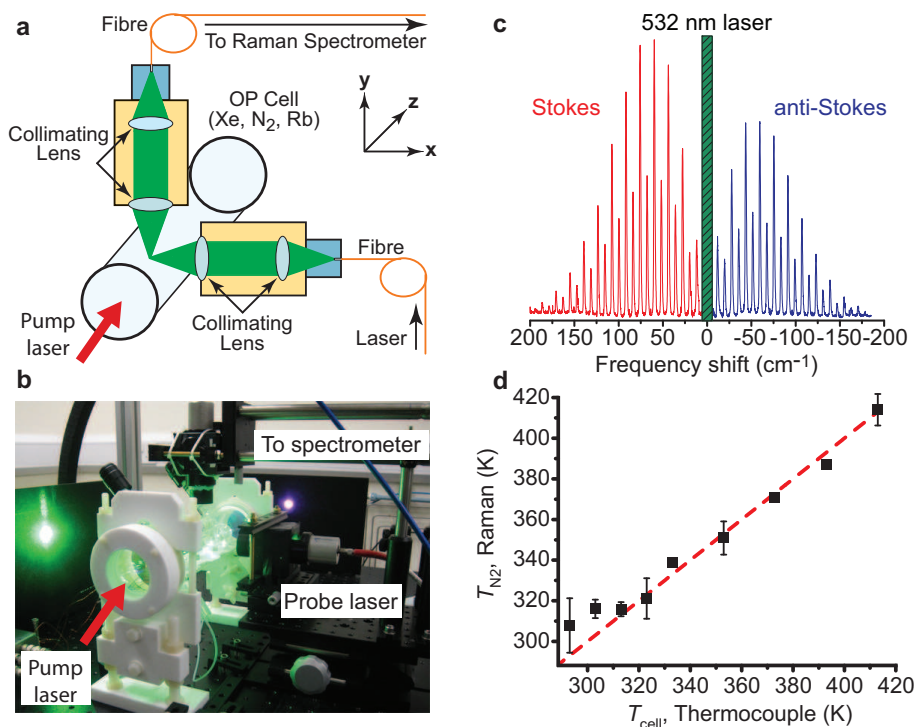 a
Fibre
To Raman Spectrometer
OP Cell
(Xe, N₂, Rb)
y
z
x
Collimating
Lens
Fibre
Collimating
Lens
Pump
laser
Laser
b
To spectrometer
Probe laser
Pump
laser
c
532 nm laser
Stokes
anti-Stokes
200 150 100 50 0 -50 -100 -150 -200
Frequency shift (cm⁻¹)
d
420
400
380
360
340
320
300
T_N2, Raman (K)
300 320 340 360 380 400 420
T_cell, Thermocouple (K)